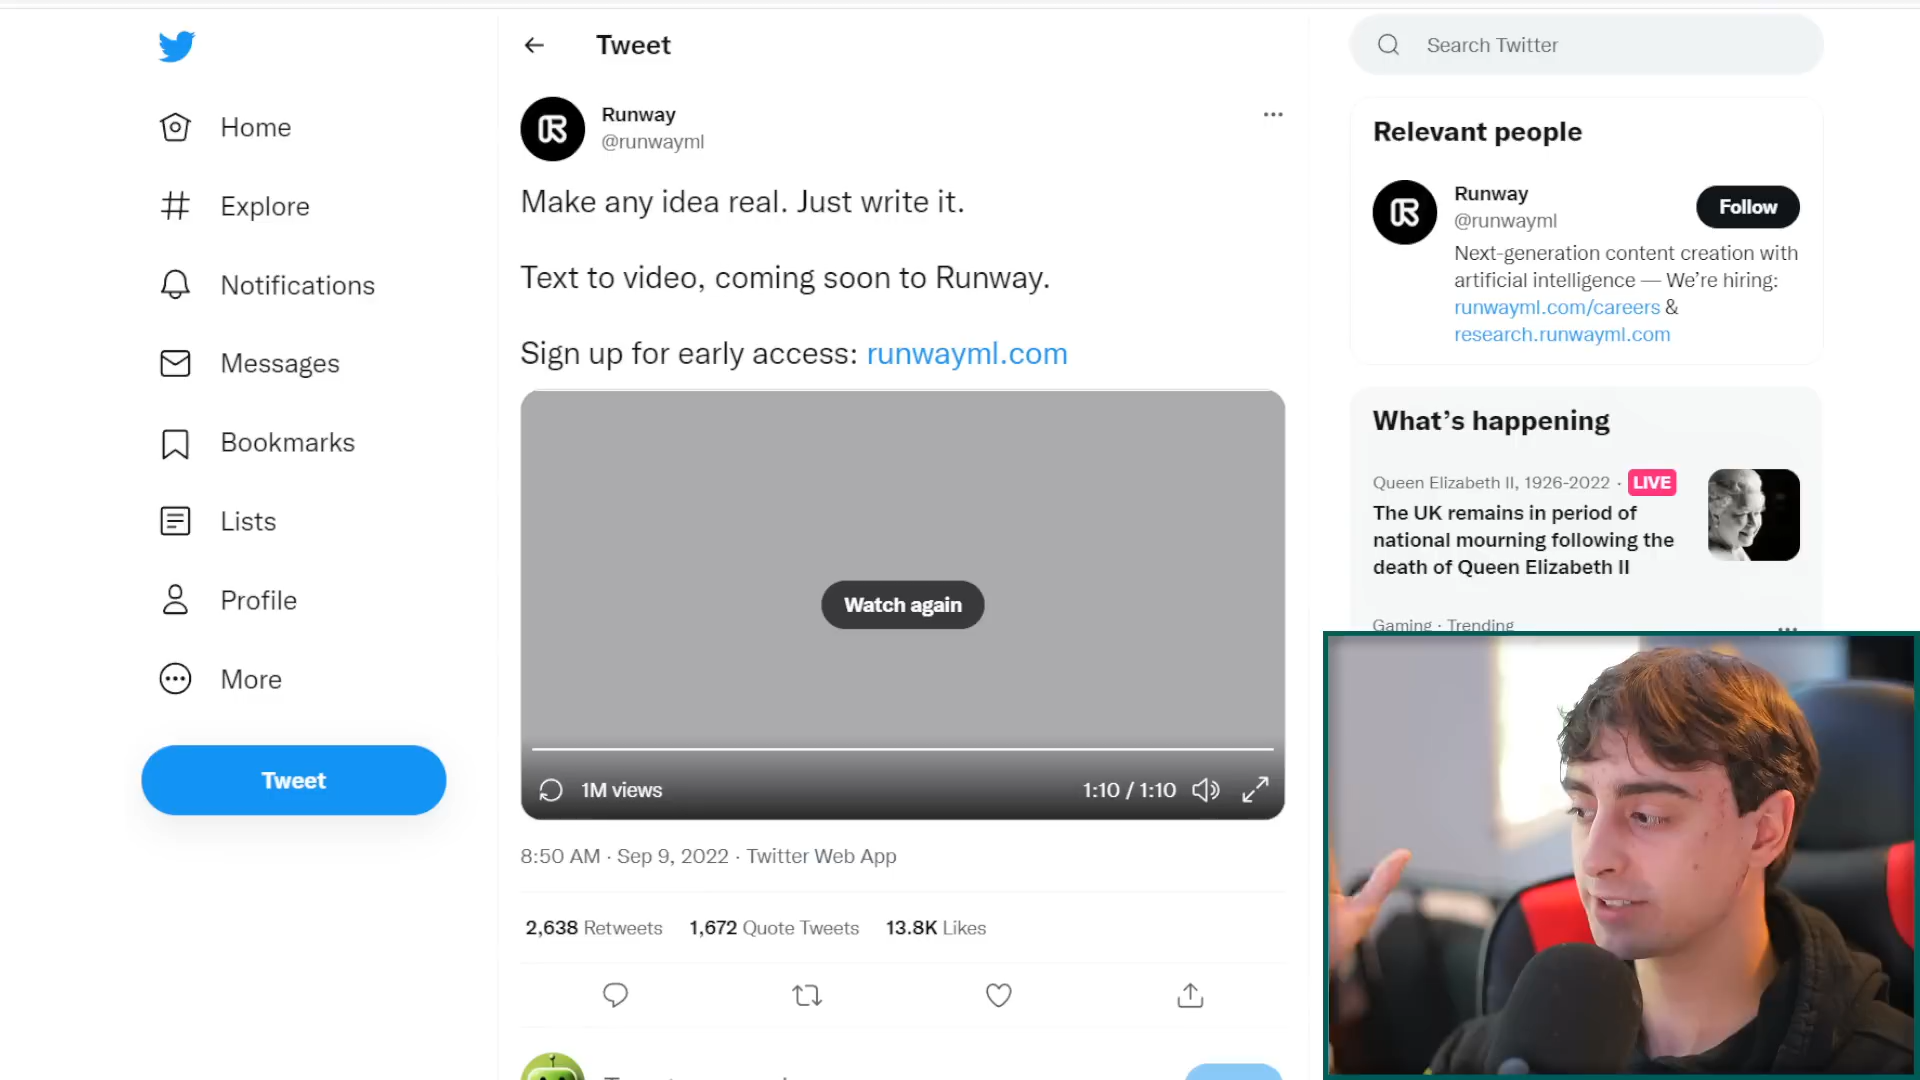 Tweet
Search Twitter
Home
Explore
Notifications
Messages
Bookmarks
Lists
Profile
More
Tweet
Runway
@runwayml
Make any idea real. Just write it.
Text to video, coming soon to Runway.
Sign up for early access: runwayml.com
Watch again
1M views
1:10 / 1:10
8:50 AM · Sep 9, 2022 · Twitter Web App
2,638 Retweets 1,672 Quote Tweets 13.8K Likes
Relevant people
Runway
@runwayml
Follow
Next-generation content creation with
artificial intelligence — We’re hiring:
runwayml.com/careers &
research.runwayml.com
What’s happening
Queen Elizabeth II, 1926-2022 · LIVE
The UK remains in period of
national mourning following the
death of Queen Elizabeth II
Gaming · Trending